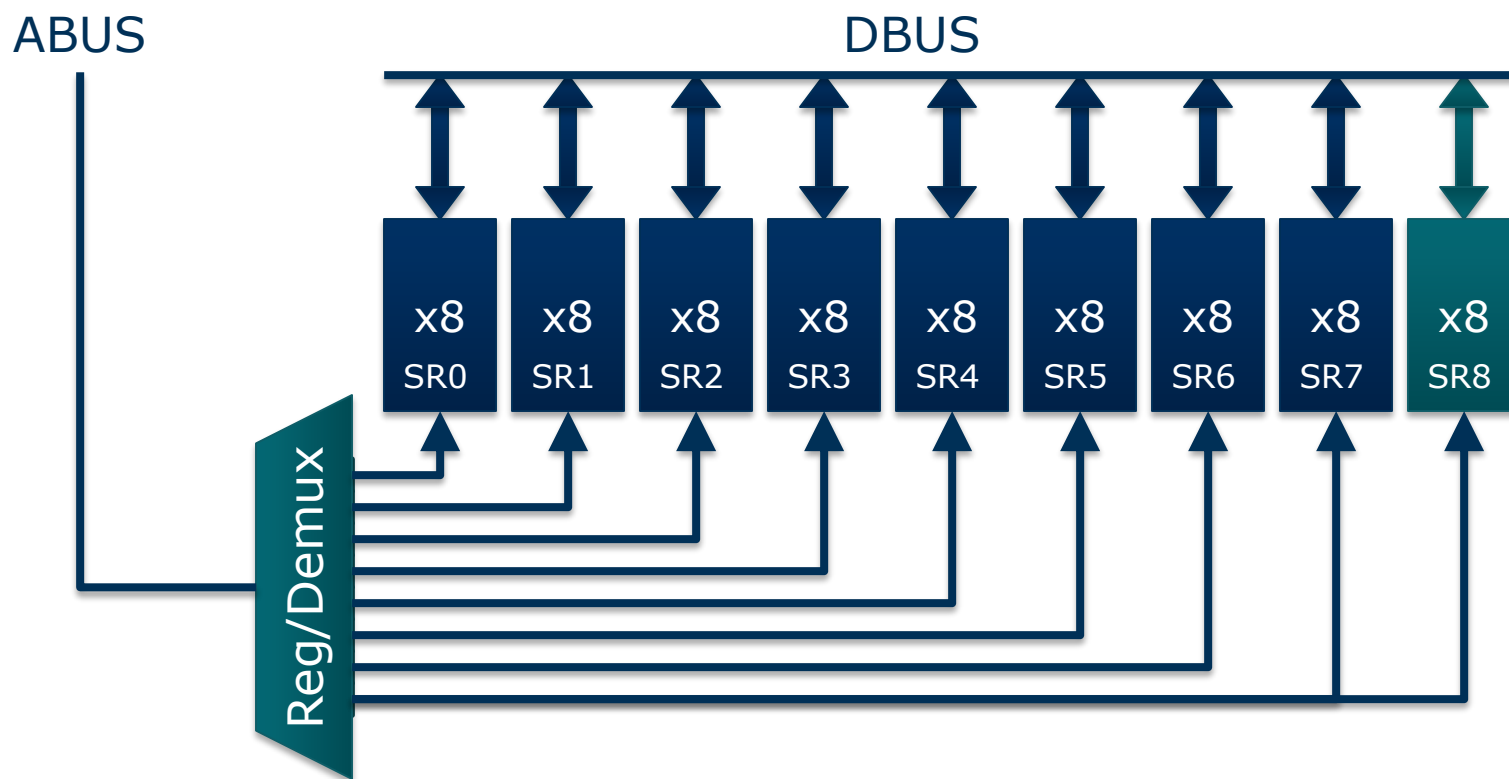 ABUS
DBUS
x8
SR0
x8
SR1
x8
SR2
x8
SR3
x8
SR4
x8
SR5
x8
SR6
x8
SR7
x8
SR8
Reg/Demux